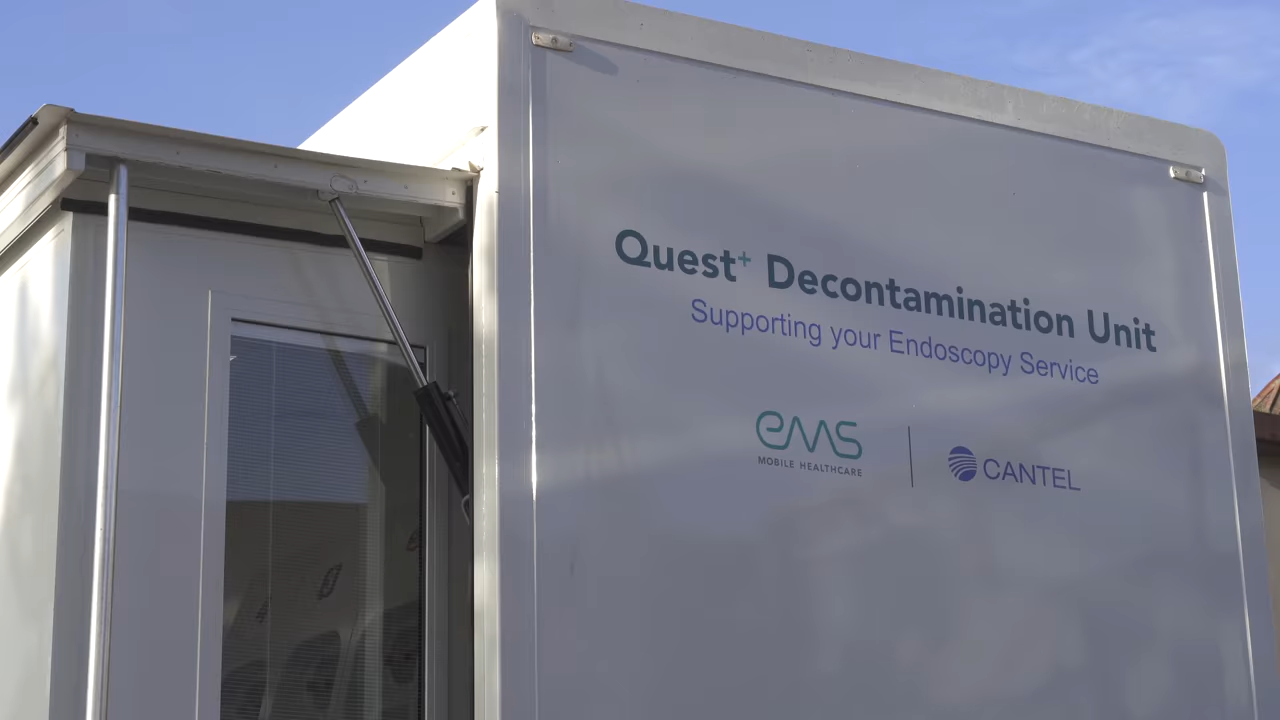 Quest+ Decontamination Unit
Supporting your Endoscopy Service
ems
MOBILE HEALTHCARE
CANTEL